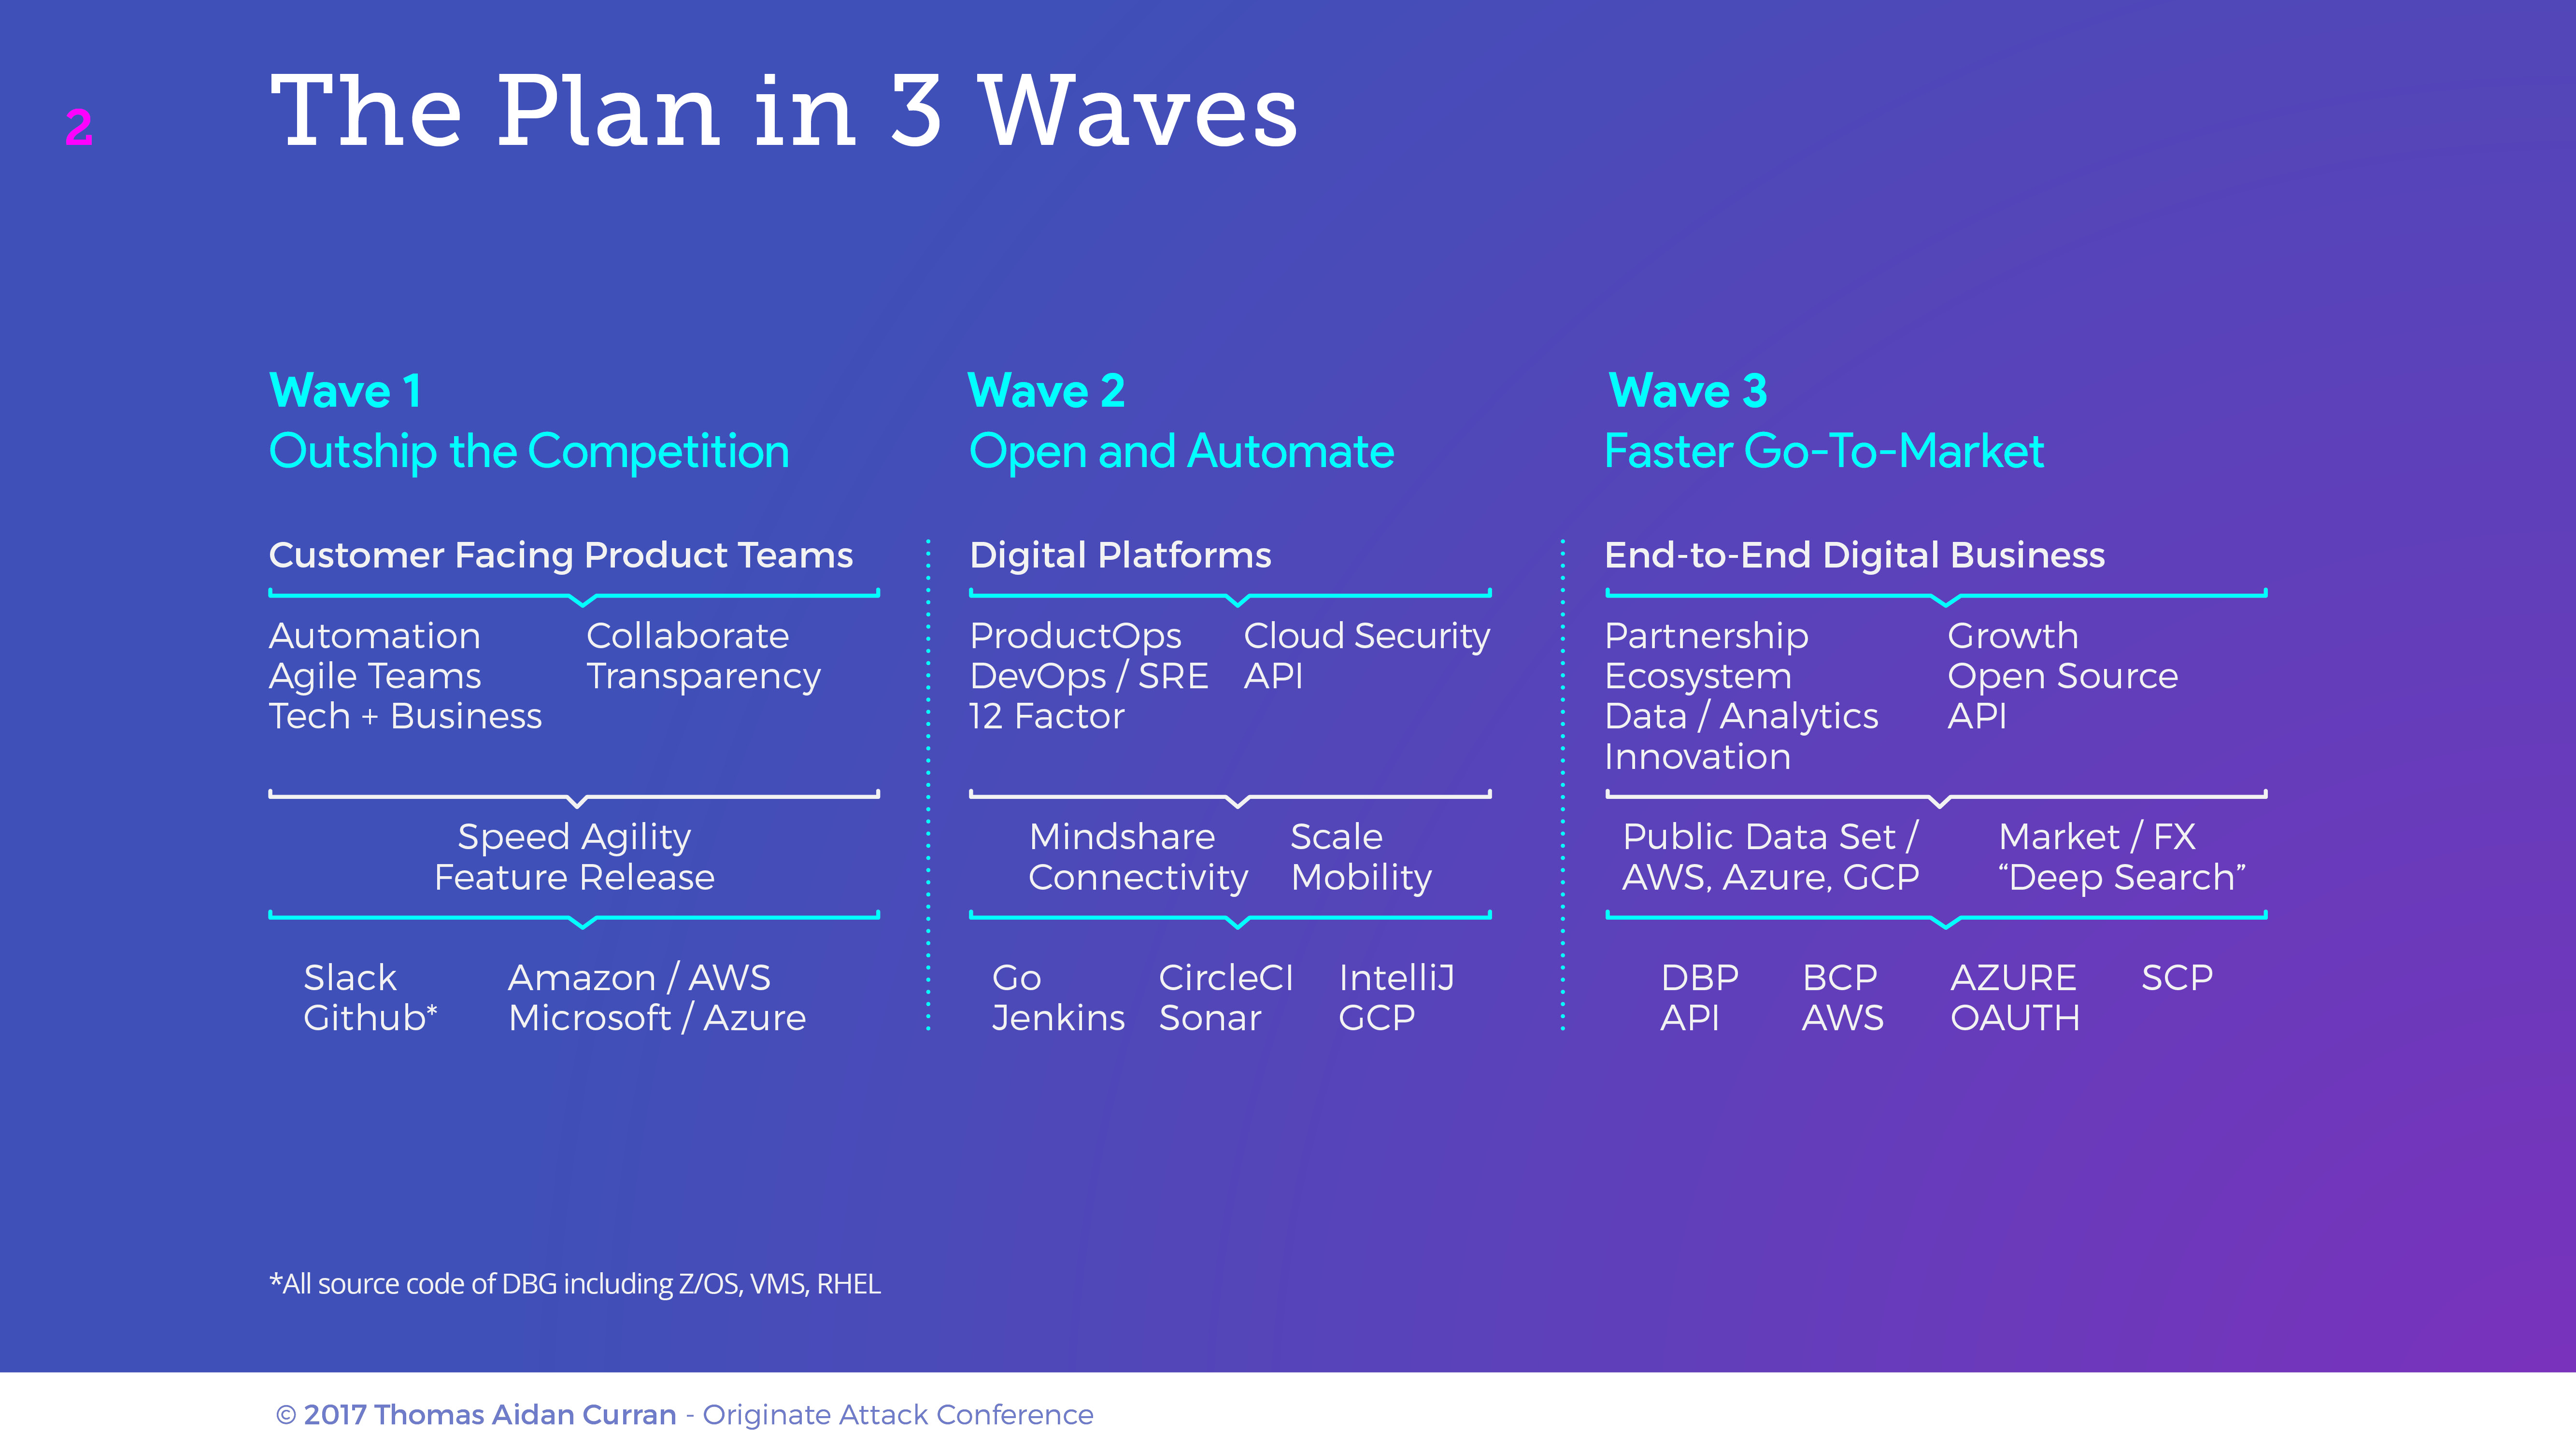 2
The Plan in 3 Waves
Wave 1
Outship the Competition
Customer Facing Product Teams
Automation
Agile Teams
Tech + Business
Collaborate
Transparency
Speed Agility
Feature Release
Slack
Github*
Amazon / AWS
Microsoft / Azure
Wave 2
Open and Automate
Digital Platforms
ProductOps
DevOps / SRE
12 Factor
Cloud Security
API
Mindshare
Connectivity
Scale
Mobility
Go
Jenkins
CircleCI
Sonar
IntelliJ
GCP
Wave 3
Faster Go-To-Market
End-to-End Digital Business
Partnership
Ecosystem
Data / Analytics
Innovation
Growth
Open Source
API
Public Data Set /
AWS, Azure, GCP
Market / FX
“Deep Search”
DBP
API
BCP
AWS
AZURE
OAUTH
SCP
*All source code of DBG including Z/OS, VMS, RHEL
© 2017 Thomas Aidan Curran - Originate Attack Conference